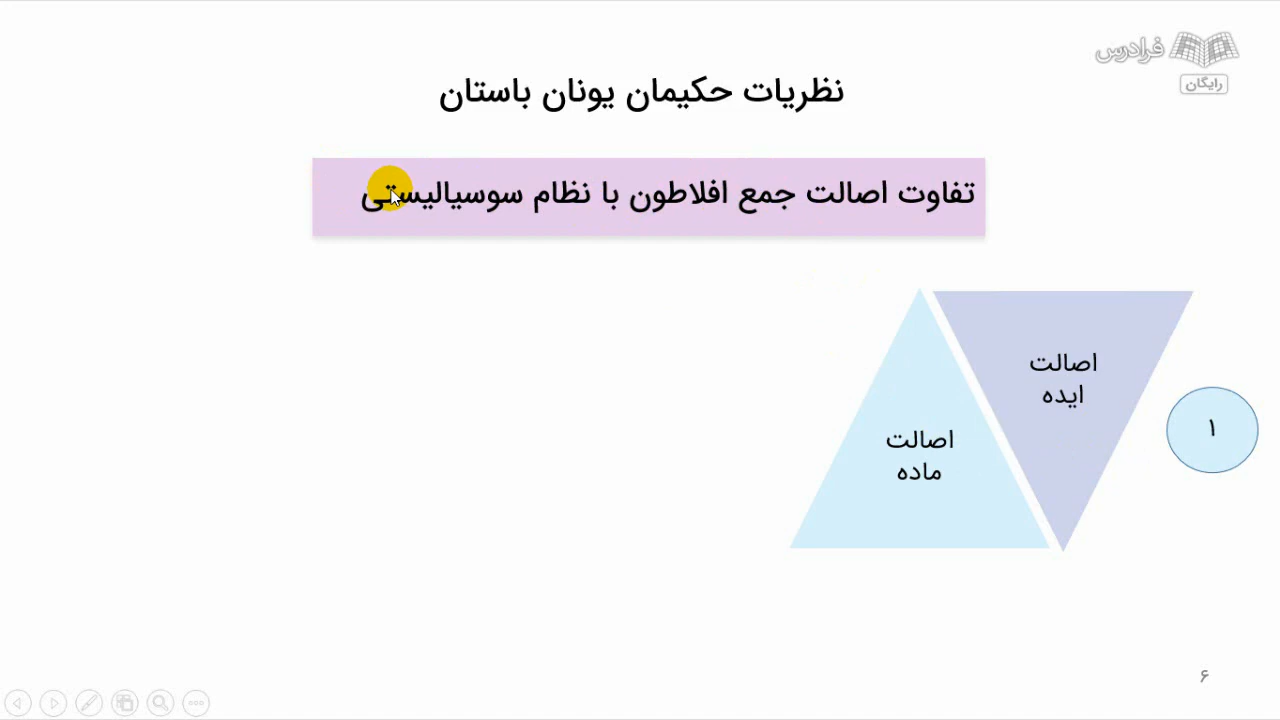 فرادرس
رایگان
نظریات حکیمان یونان باستان
تفاوت اصالت جمع افلاطون با نظام سوسیالیستی
اصالت
ایده
۱
اصالت
ماده
۶